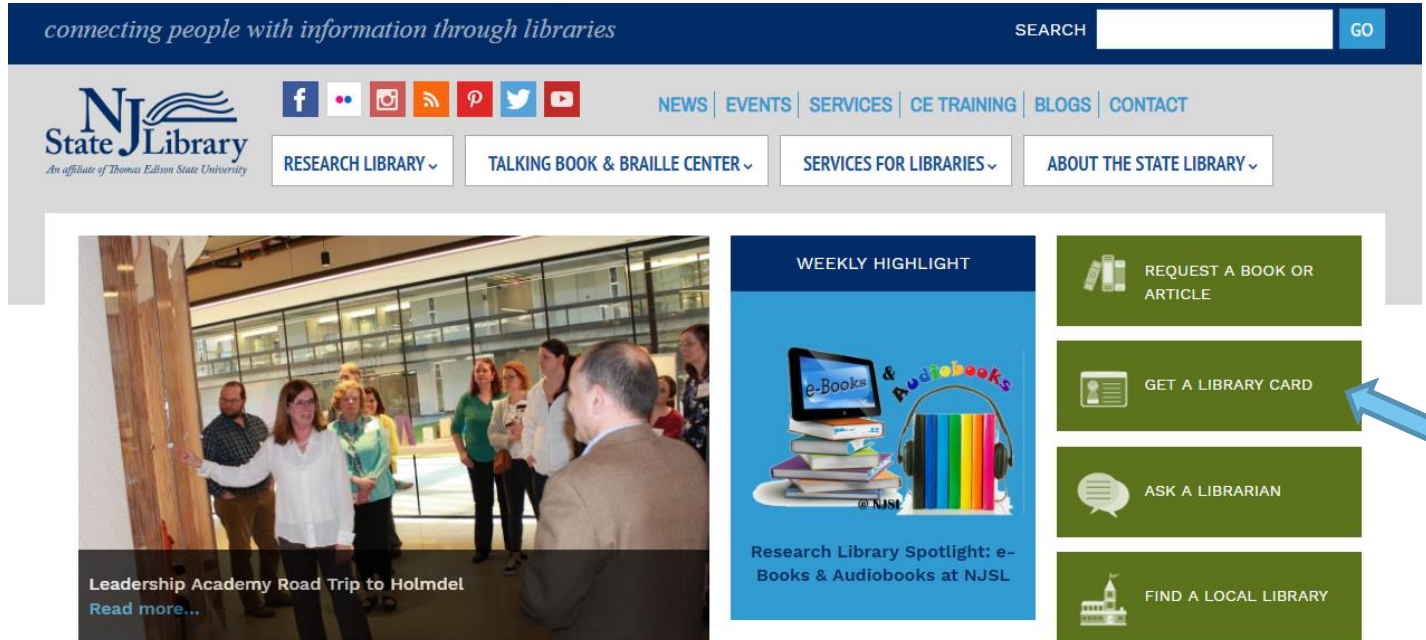 connecting people with information through libraries
SEARCH
GO
NJ
State Library
An affiliate of Thomas Edison State University
NEWS EVENTS SERVICES CE TRAINING BLOGS CONTACT
RESEARCH LIBRARY
TALKING BOOK & BRAILLE CENTER
SERVICES FOR LIBRARIES
ABOUT THE STATE LIBRARY
Leadership Academy Road Trip to Holmdel
Read more...
WEEKLY HIGHLIGHT
e-Books & Audiobooks
@ NJSL
Research Library Spotlight: e-
Books & Audiobooks at NJSL
REQUEST A BOOK OR
ARTICLE
GET A LIBRARY CARD
ASK A LIBRARIAN
FIND A LOCAL LIBRARY